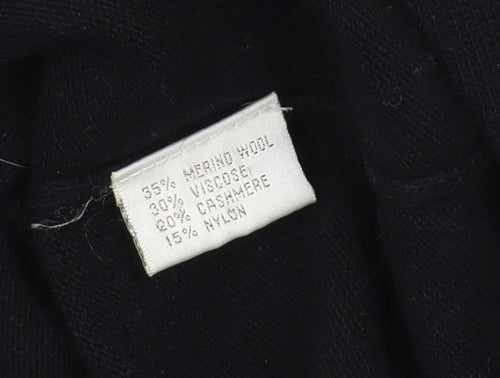 35% MERINO WOOL
30% VISCOSE
20% CASHMERE
15% NYLON